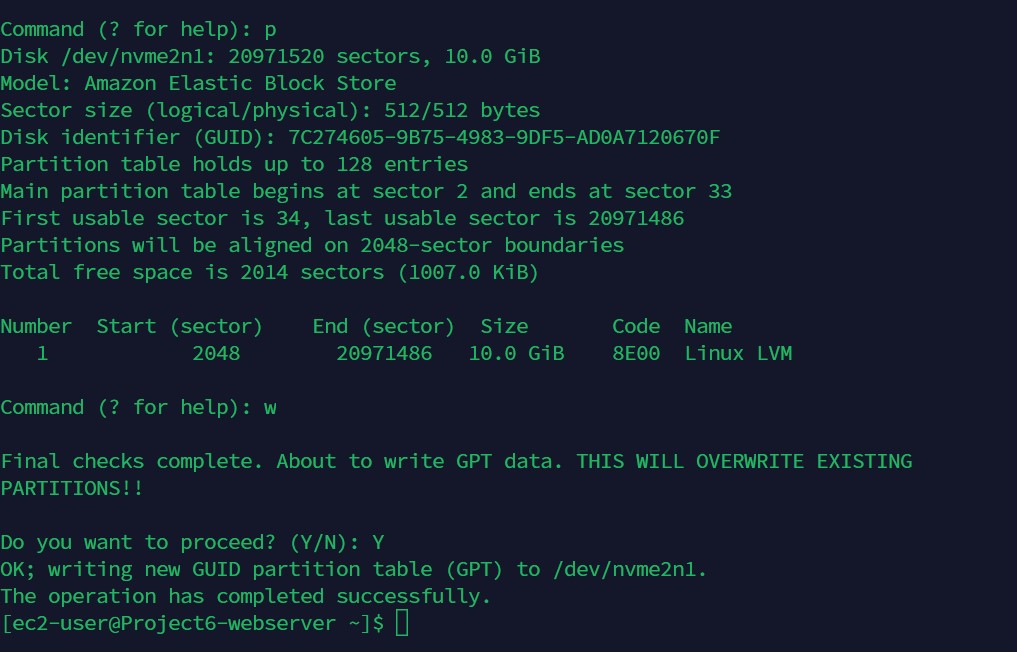 Command (? for help): p
Disk /dev/nvme2n1: 20971520 sectors, 10.0 GiB
Model: Amazon Elastic Block Store
Sector size (logical/physical): 512/512 bytes
Disk identifier (GUID): 7C274605-9B75-4983-9DF5-AD0A7120670F
Partition table holds up to 128 entries
Main partition table begins at sector 2 and ends at sector 33
First usable sector is 34, last usable sector is 20971486
Partitions will be aligned on 2048-sector boundaries
Total free space is 2014 sectors (1007.0 KiB)
Number  Start (sector)    End (sector)  Size       Code  Name
   1            2048        20971486   10.0 GiB    8E00  Linux LVM
Command (? for help): w
Final checks complete. About to write GPT data. THIS WILL OVERWRITE EXISTING
PARTITIONS!!
Do you want to proceed? (Y/N): Y
OK; writing new GUID partition table (GPT) to /dev/nvme2n1.
The operation has completed successfully.
[ec2-user@Project6-webserver ~]$